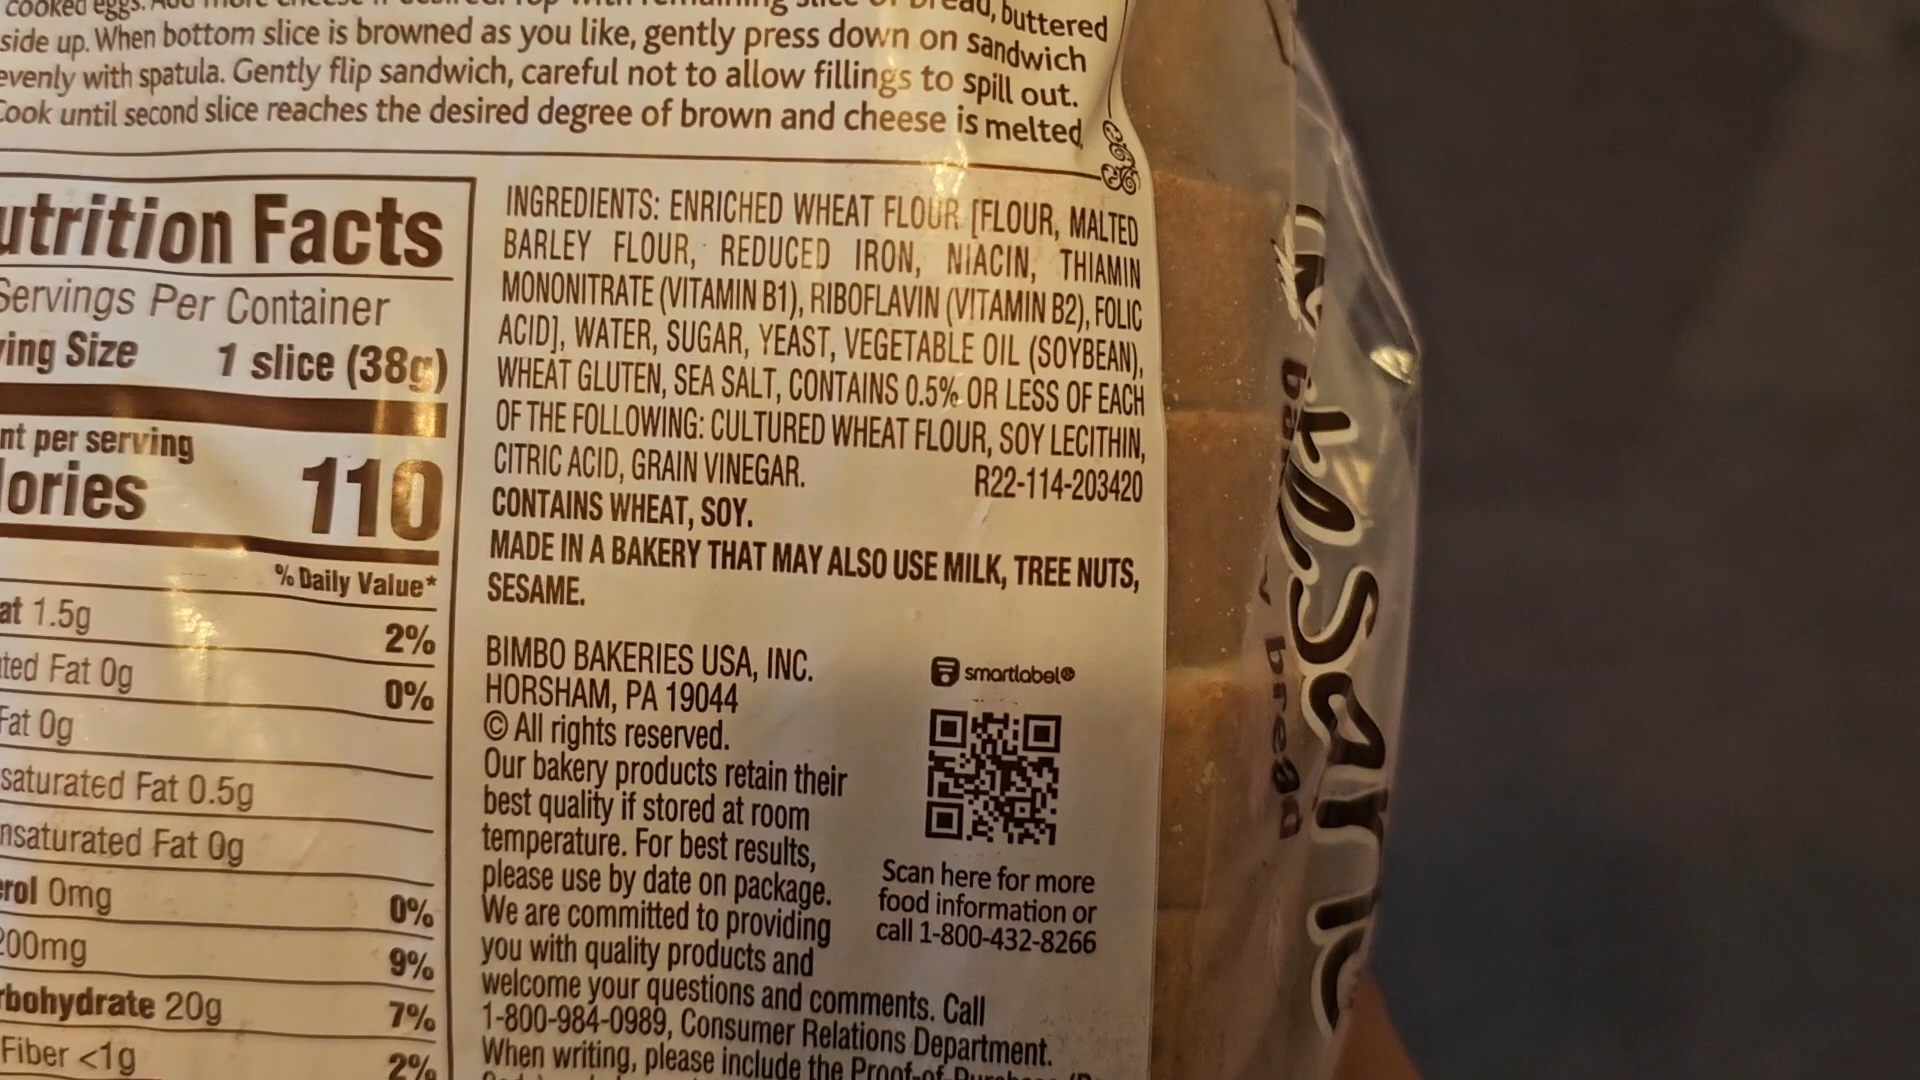 cooked eggs.
bread, buttered
side up. When bottom slice is browned as you like, gently press down on sandwich
evenly with spatula. Gently flip sandwich, careful not to allow fillings to spill out.
Cook until second slice reaches the desired degree of brown and cheese is melted
utrition Facts
Servings Per Container
ing Size 1 slice (38g)
nt per serving
lories 110
% Daily Value*
at 1.5g 2%
ted Fat 0g 0%
Fat 0g
saturated Fat 0.5g
nsaturated Fat 0g
erol 0mg 0%
200mg 9%
rbohydrate 20g 7%
Fiber <1g 2%
INGREDIENTS: ENRICHED WHEAT FLOUR [FLOUR, MALTED
BARLEY FLOUR, REDUCED IRON, NIACIN, THIAMIN
MONONITRATE (VITAMIN B1), RIBOFLAVIN (VITAMIN B2), FOLIC
ACID], WATER, SUGAR, YEAST, VEGETABLE OIL (SOYBEAN),
WHEAT GLUTEN, SEA SALT, CONTAINS 0.5% OR LESS OF EACH
OF THE FOLLOWING: CULTURED WHEAT FLOUR, SOY LECITHIN,
CITRIC ACID, GRAIN VINEGAR. R22-114-203420
CONTAINS WHEAT, SOY.
MADE IN A BAKERY THAT MAY ALSO USE MILK, TREE NUTS,
SESAME.
BIMBO BAKERIES USA, INC.
HORSHAM, PA 19044
© All rights reserved.
Our bakery products retain their
best quality if stored at room
temperature. For best results,
please use by date on package.
We are committed to providing
you with quality products and
welcome your questions and comments. Call
1-800-984-0989, Consumer Relations Department.
When writing, please include the Proof-of
smartlabel®
Scan here for more
food information or
call 1-800-432-8266
bread